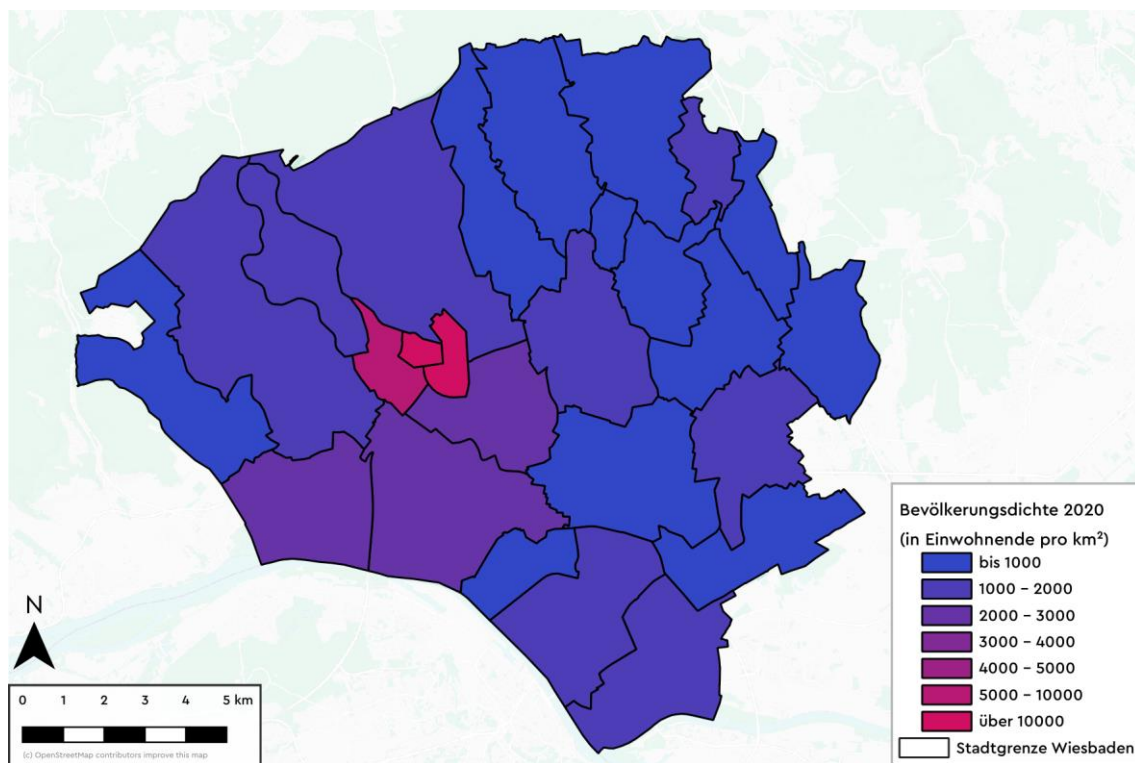 Bevölkerungsdichte 2020
(in Einwohnende pro km²)
bis 1000
1000 – 2000
2000 – 3000
3000 – 4000
4000 – 5000
5000 – 10000
über 10000
Stadtgrenze Wiesbaden
N
0 1 2 3 4 5 km
(c) OpenStreetMap contributors improve this map